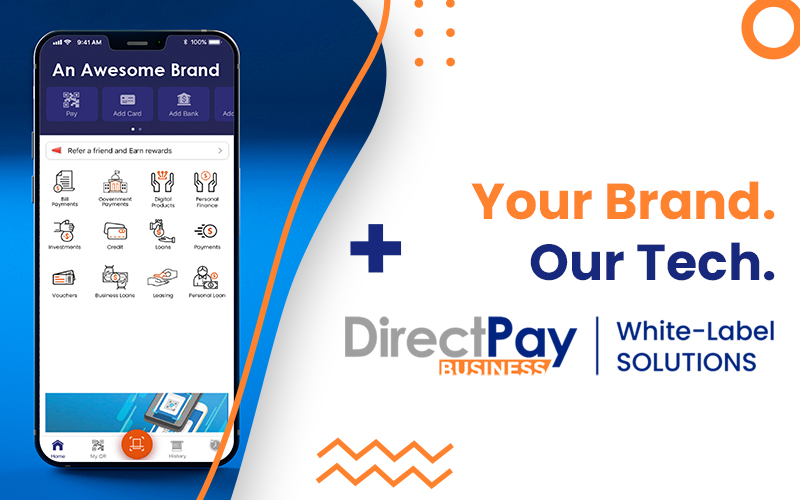 9:41 AM
100%
An Awesome Brand
Pay
Add Card
Add Bank
Refer a friend and Earn rewards
Bill
Payments
Government
Payments
Digital
Products
Personal
Finance
Investments
Credit
Loans
Payments
Vouchers
Business Loans
Leasing
Personal Loan
Home
My QR
History
Your Brand.
Our Tech.
DirectPay
BUSINESS
White-Label
SOLUTIONS